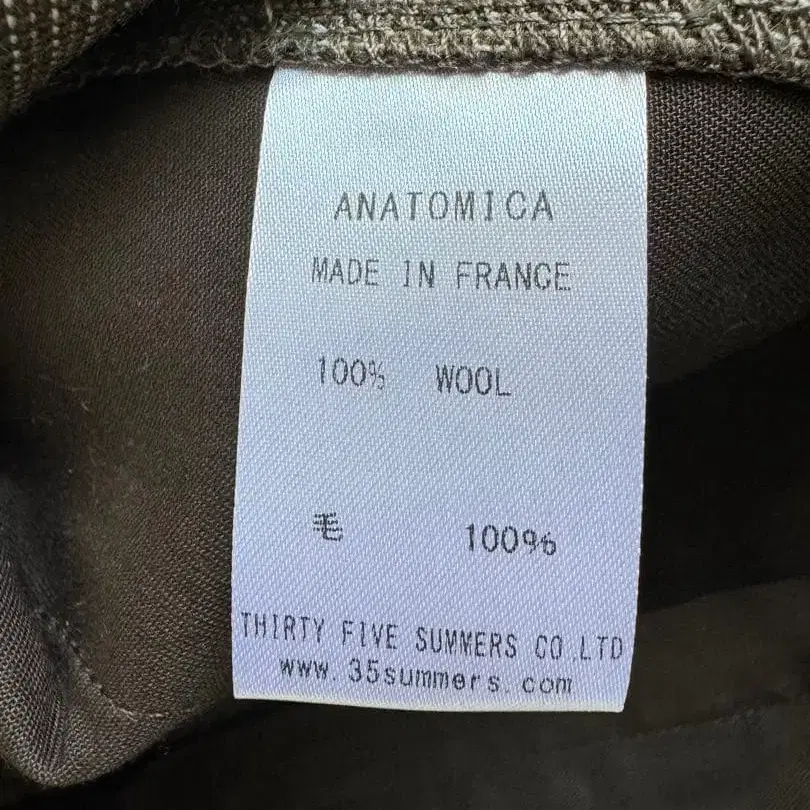 ANATOMICA
MADE IN FRANCE
100% WOOL
毛 100%
THIRTY FIVE SUMMERS CO.LTD
www.35summers.com